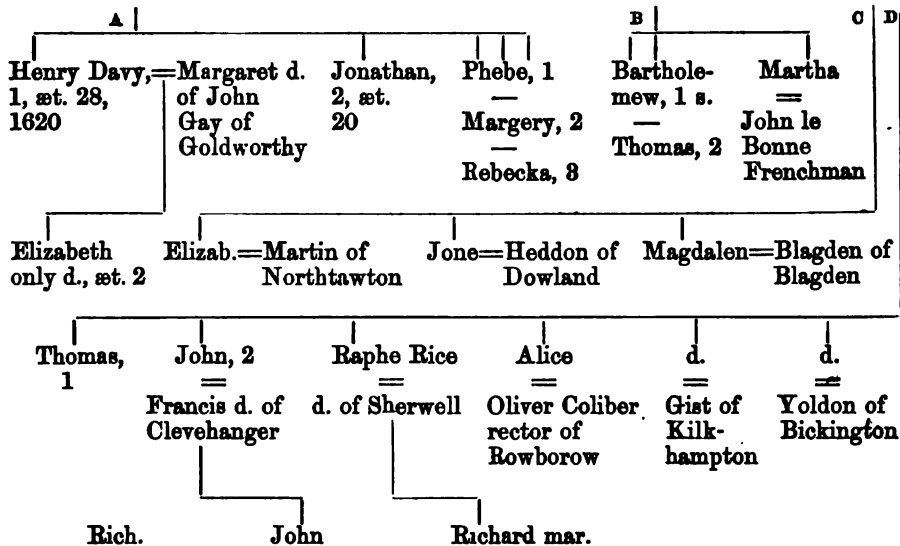 A B C D
Henry Davy,=Margaret d. Jonathan, Phebe, 1 Barthole- Martha
1, æt. 28, of John 2, æt. — mew, 1 s. =
1620 Gay of 20 Margery, 2 — John le
Goldworthy — Thomas, 2 Bonne
Rebecka, 3 Frenchman
Elizabeth Elizab.=Martin of Jone=Heddon of Magdalen=Blagden of
only d., æt. 2 Northtawton Dowland Blagden
Thomas, John, 2 Raphe Rice Alice d. d.
1 = = = = =
Francis d. of d. of Sherwell Oliver Coliber Gist of Yoldon of
Clevehanger rector of Kilk- Bickington
Rowborow hampton
Rich. John Richard mar.